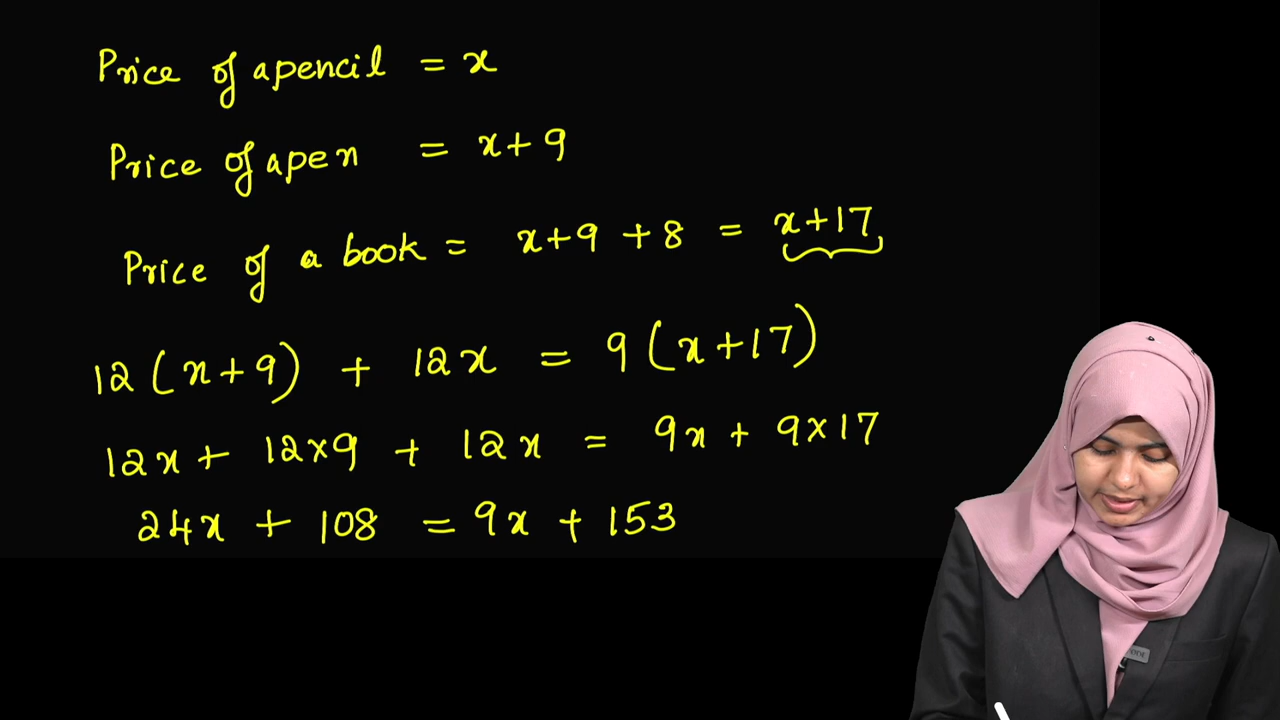 Price of a pencil = x
Price of a pen = x + 9
Price of a book = x + 9 + 8 = x + 17
12 (x + 9) + 12x = 9 (x + 17)
12x + 12 × 9 + 12x = 9x + 9 × 17
24x + 108 = 9x + 153